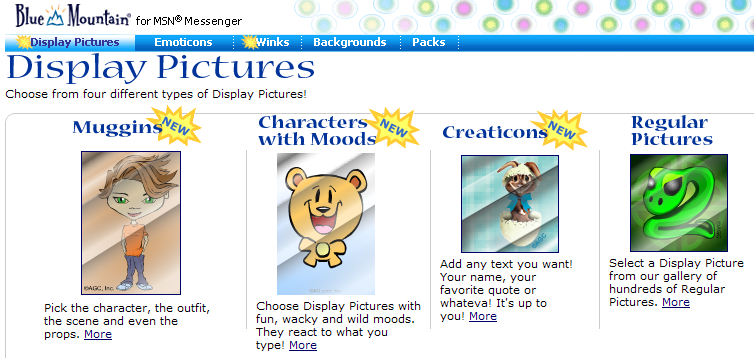 Blue Mountain® for MSN® Messenger
Display Pictures Emoticons Winks Backgrounds Packs
Display Pictures
Choose from four different types of Display Pictures!
Muggins NEW
©AGC, Inc.
Pick the character, the outfit,
the scene and even the
props. More
Characters
with Moods NEW
Choose Display Pictures with
fun, wacky and wild moods.
They react to what you
type! More
Creaticons NEW
©AGC
Add any text you want!
Your name, your
favorite quote or
whateva! It's up to
you! More
Regular
Pictures
Select a Display Picture
from our gallery of
hundreds of Regular
Pictures. More